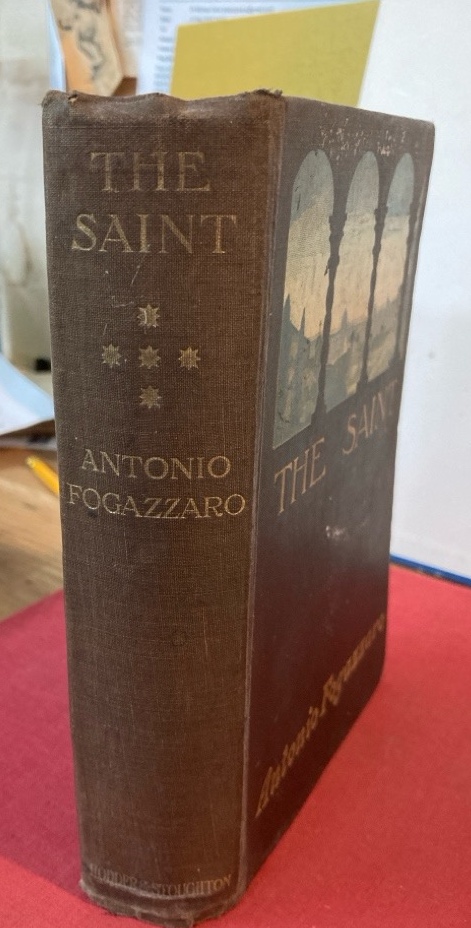 THE
SAINT
ANTONIO
FOGAZZARO
HODDER & STOUGHTON
THE SAINT
Antonio Fogazzaro